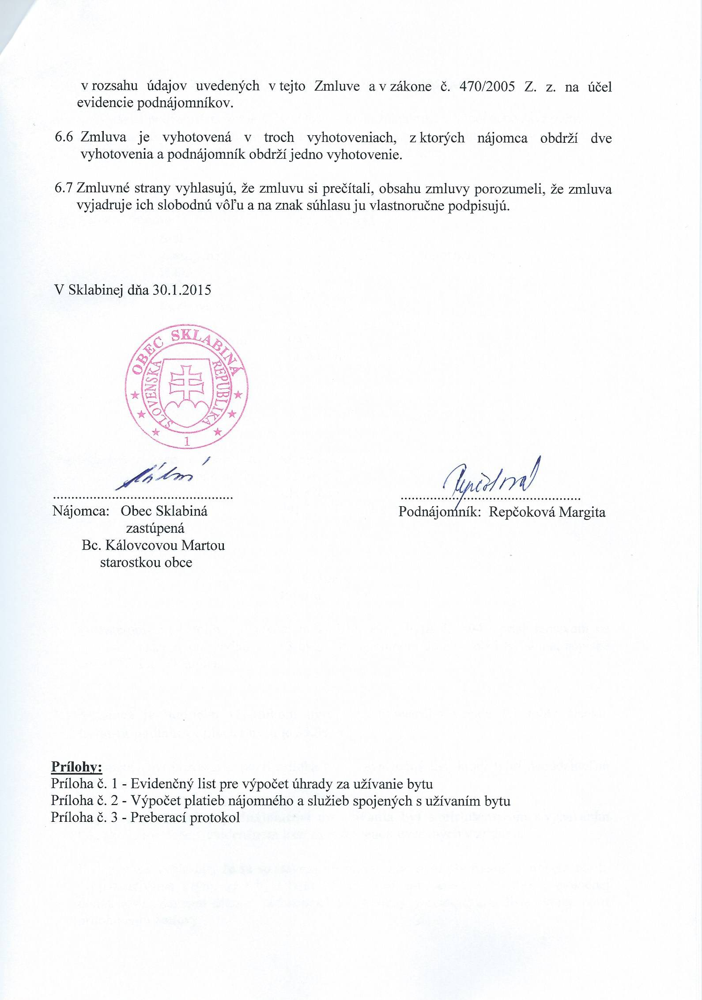 v rozsahu údajov uvedených v tejto Zmluve a v zákone č. 470/2005 Z. z. na účel
evidencie podnájomníkov.
6.6 Zmluva je vyhotovená v troch vyhotoveniach, z ktorých nájomca obdrží dve
vyhotovenia a podnájomník obdrží jedno vyhotovenie.
6.7 Zmluvné strany vyhlasujú, že zmluvu si prečítali, obsahu zmluvy porozumeli, že zmluva
vyjadruje ich slobodnú vôľu a na znak súhlasu ju vlastnoručne podpisujú.
V Sklabinej dňa 30.1.2015
OBEC SKLABINÁ
SLOVENSKÁ REPUBLIKA
1
Nájomca: Obec Sklabiná
zastúpená
Bc. Kálovcovou Martou
starostkou obce
Podnájomník: Repčoková Margita
Prílohy:
Príloha č. 1 - Evidenčný list pre výpočet úhrady za užívanie bytu
Príloha č. 2 - Výpočet platieb nájomného a služieb spojených s užívaním bytu
Príloha č. 3 - Preberací protokol